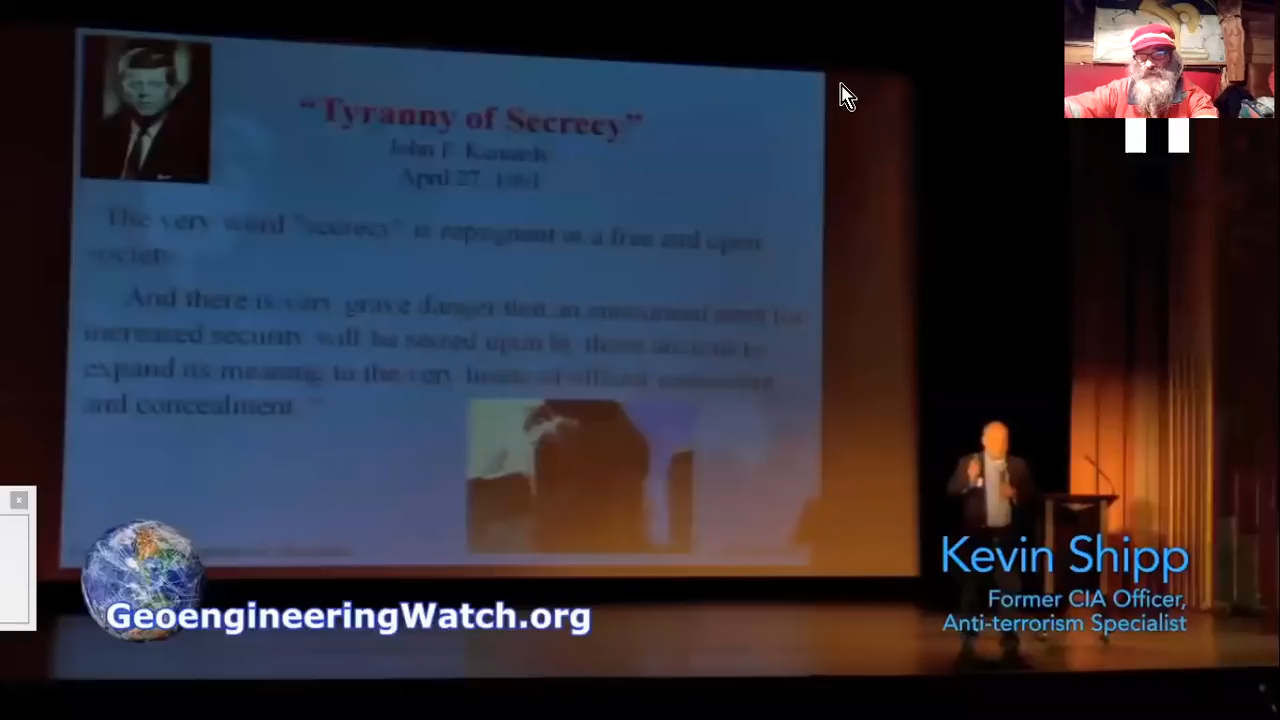 "Tyranny of Secrecy"
John F. Kennedy
April 27, 1961
The very word "secrecy" is repugnant in a free and open
society
And there is very grave danger that an announced need for
increased security will be seized upon by those anxious to
expand its meaning to the very limits of official censorship
and concealment."
Kevin Shipp
Former CIA Officer,
Anti-terrorism Specialist
GeoengineeringWatch.org
x